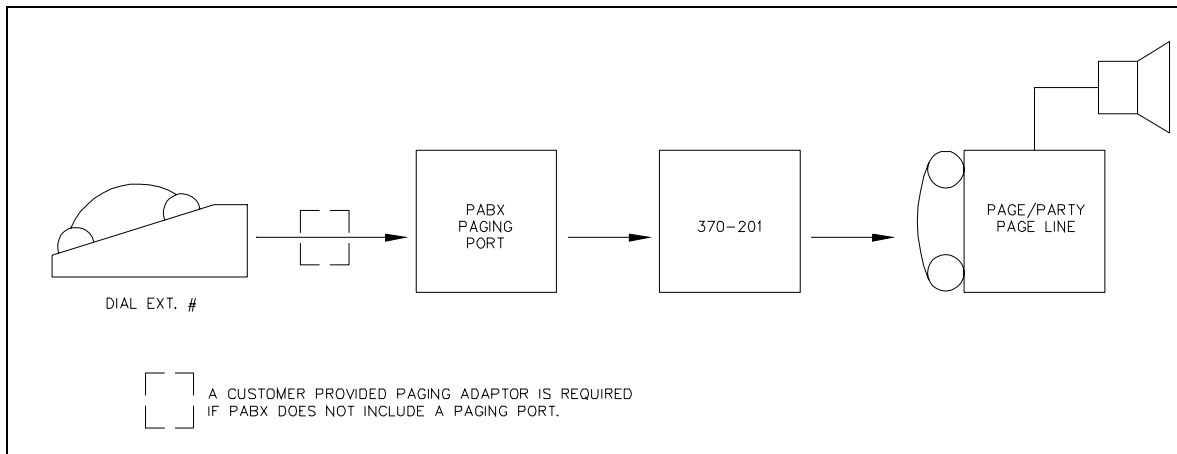 PABX
PAGING
PORT
370-201
PAGE/PARTY
PAGE LINE
DIAL EXT. #
A CUSTOMER PROVIDED PAGING ADAPTOR IS REQUIRED
IF PABX DOES NOT INCLUDE A PAGING PORT.